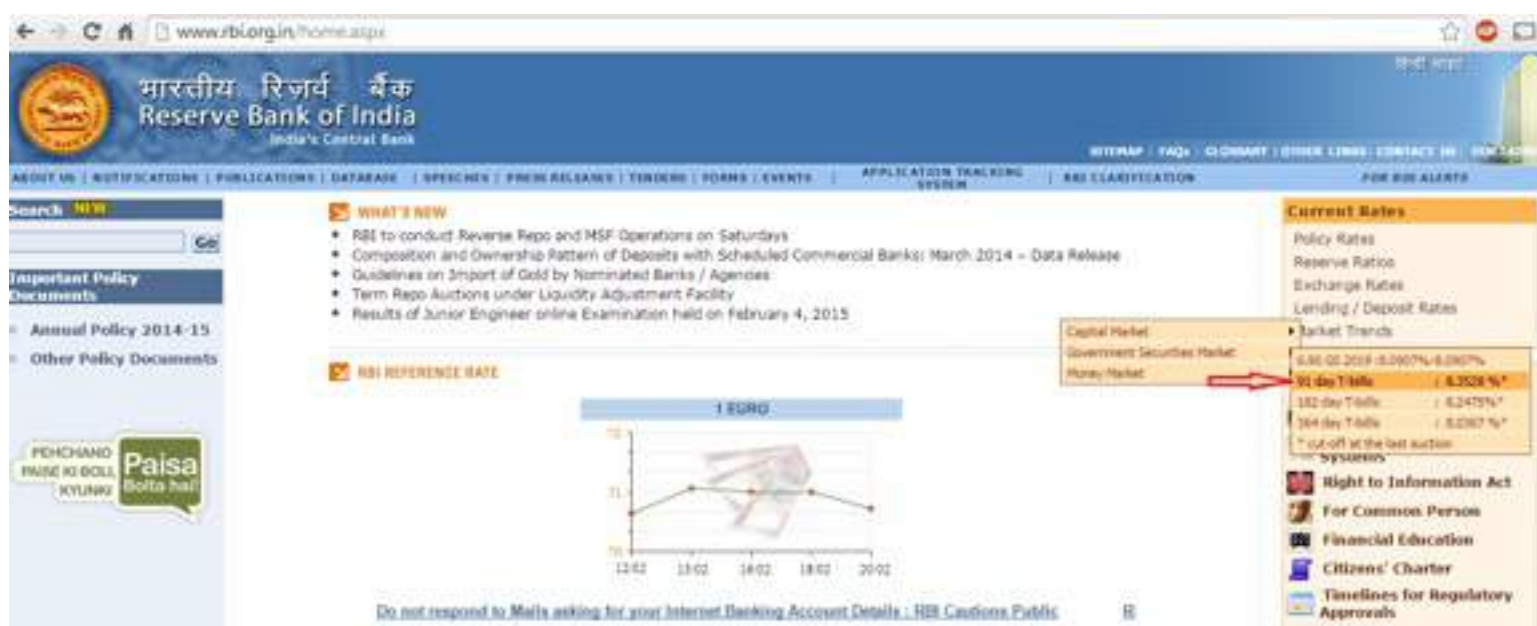 www.rbi.org.in/home.aspx
हिन्दी
भारतीय रिज़र्व बैंक
Reserve Bank of India
India's Central Bank
SITEMAP | FAQs | GLOSSARY | OTHER LINKS | CONTACT US |
ABOUT US | NOTIFICATIONS | PUBLICATIONS | DATABASE | SPEECHES | PRESS RELEASES | TENDERS | FORMS | EVENTS | APPLICATION TRACKING SYSTEM | RBI CLARIFICATION FOR RSS ALERTS
Search NEW
Go
Important Policy
Documents
Annual Policy 2014-15
Other Policy Documents
PEHCHANO
PAISE KI BOLI,
KYUNKI
Paisa
Bolta hai!
WHAT'S NEW
RBI to conduct Reverse Repo and MSF Operations on Saturdays
Composition and Ownership Pattern of Deposits with Scheduled Commercial Banks: March 2014 – Data Release
Guidelines on Import of Gold by Nominated Banks / Agencies
Term Repo Auctions under Liquidity Adjustment Facility
Results of Junior Engineer online Examination held on February 4, 2015
RBI REFERENCE RATE
1 EURO
72
71
70
12/02 13/02 16/02 18/02 20/02
Do not respond to Mails asking for your Internet Banking Account Details : RBI Cautions Public
Current Rates
Policy Rates
Reserve Ratios
Exchange Rates
Lending / Deposit Rates
Market Trends
Capital Market
Government Securities Market
Money Market
91 day T-bills : 8.3528 %*
182 day T-bills : 8.2475%*
364 day T-bills
* cut-off at the last auction
Systems
Right to Information Act
For Common Person
Financial Education
Citizens' Charter
Timelines for Regulatory
Approvals